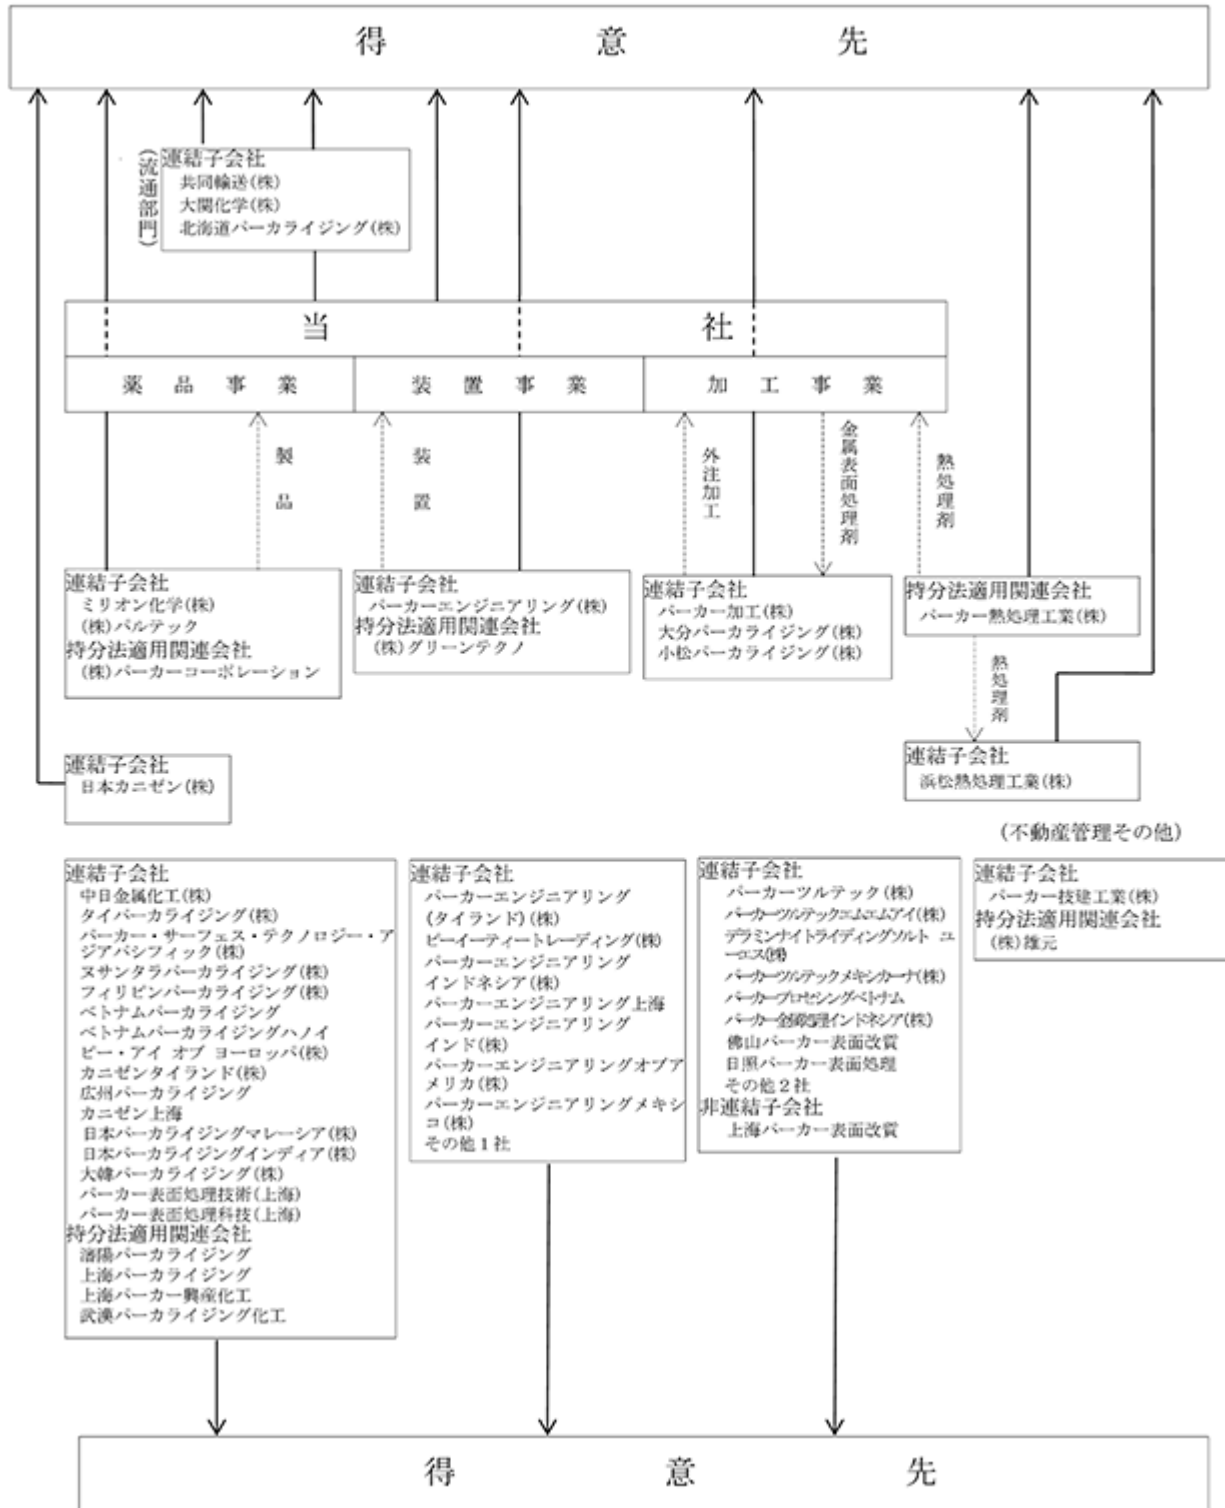 得意先
(流通部門)
連結子会社
共同輸送(株)
大関化学(株)
北海道パーカライジング(株)
当社
薬品事業
装置事業
加工事業
製品
装置
外注加工
金属表面処理剤
熱処理剤
連結子会社
ミリオン化学(株)
(株)パルテック
持分法適用関連会社
(株)パーカーコーポレーション
連結子会社
パーカーエンジニアリング(株)
持分法適用関連会社
(株)グリーンテクノ
連結子会社
パーカー加工(株)
大分パーカライジング(株)
小松パーカライジング(株)
持分法適用関連会社
パーカー熱処理工業(株)
熱処理剤
連結子会社
日本カニゼン(株)
連結子会社
浜松熱処理工業(株)
(不動産管理その他)
連結子会社
中日金属化工(株)
タイパーカライジング(株)
パーカー・サーフェス・テクノロジー・ア
ジアパシフィック(株)
ヌサンタラパーカライジング(株)
フィリピンパーカライジング(株)
ベトナムパーカライジング
ベトナムパーカライジングハノイ
ピー・アイ オブ ヨーロッパ(株)
カニゼンタイランド(株)
広州パーカライジング
カニゼン上海
日本パーカライジングマレーシア(株)
日本パーカライジングインディア(株)
大韓パーカライジング(株)
パーカー表面処理技術(上海)
パーカー表面処理科技(上海)
持分法適用関連会社
瀋陽パーカライジング
上海パーカライジング
上海パーカー興産化工
武漢パーカライジング化工
連結子会社
パーカーエンジニアリング
(タイランド)(株)
ピーイーティートレーディング(株)
パーカーエンジニアリング
インドネシア(株)
パーカーエンジニアリング上海
パーカーエンジニアリング
インド(株)
パーカーエンジニアリングオブア
メリカ(株)
パーカーエンジニアリングメキシ
コ(株)
その他1社
連結子会社
パーカーツルテック(株)
パーカーツルテックエムエムアイ(株)
デラミンナイトライディングソルト ユ
ーエス(株)
パーカーツルテックメキシカーナ(株)
パーカープロセシングベトナム
パーカー金属処理インドネシア(株)
佛山パーカー表面改質
日照パーカー表面処理
その他2社
非連結子会社
上海パーカー表面改質
連結子会社
パーカー技建工業(株)
持分法適用関連会社
(株)雄元
得意先